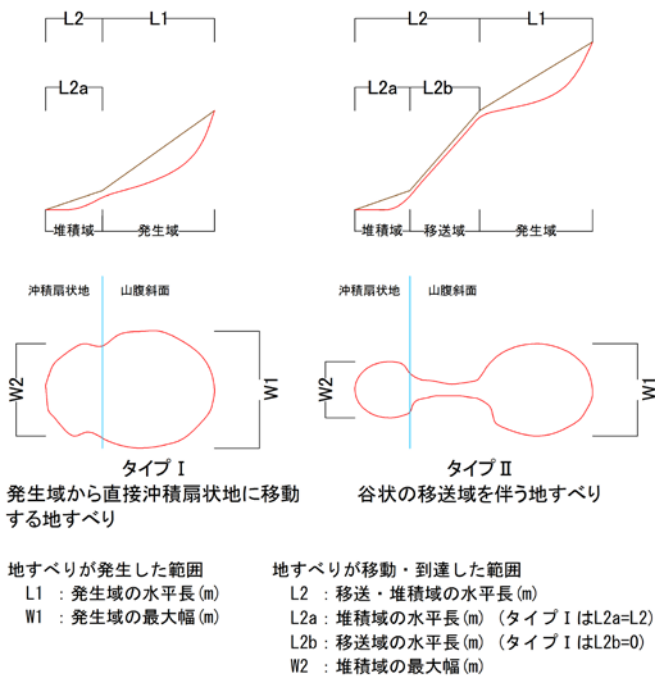 L2 L1
L2a
堆積域 発生域
沖積扇状地 山腹斜面
W2 W1
タイプⅠ
発生域から直接沖積扇状地に移動
する地すべり
L2 L1
L2a L2b
堆積域 移送域 発生域
沖積扇状地 山腹斜面
W2 W1
タイプⅡ
谷状の移送域を伴う地すべり
地すべりが発生した範囲
L1 : 発生域の水平長(m)
W1 : 発生域の最大幅(m)
地すべりが移動・到達した範囲
L2 : 移送・堆積域の水平長(m)
L2a : 堆積域の水平長(m) (タイプⅠはL2a=L2)
L2b : 移送域の水平長(m) (タイプⅠはL2b=0)
W2 : 堆積域の最大幅(m)